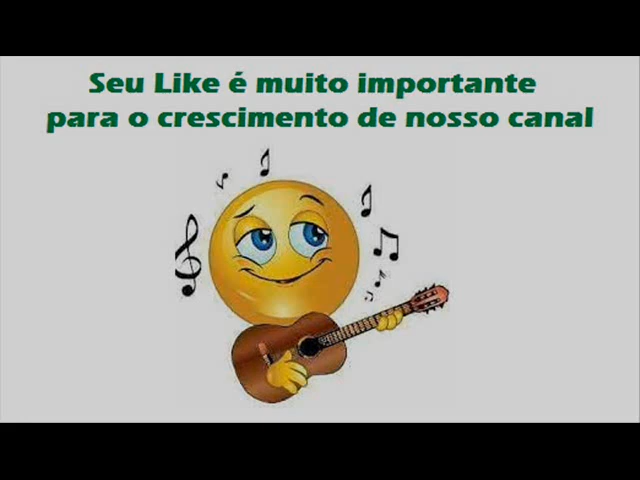 Seu Like é muito importante
para o crescimento de nosso canal